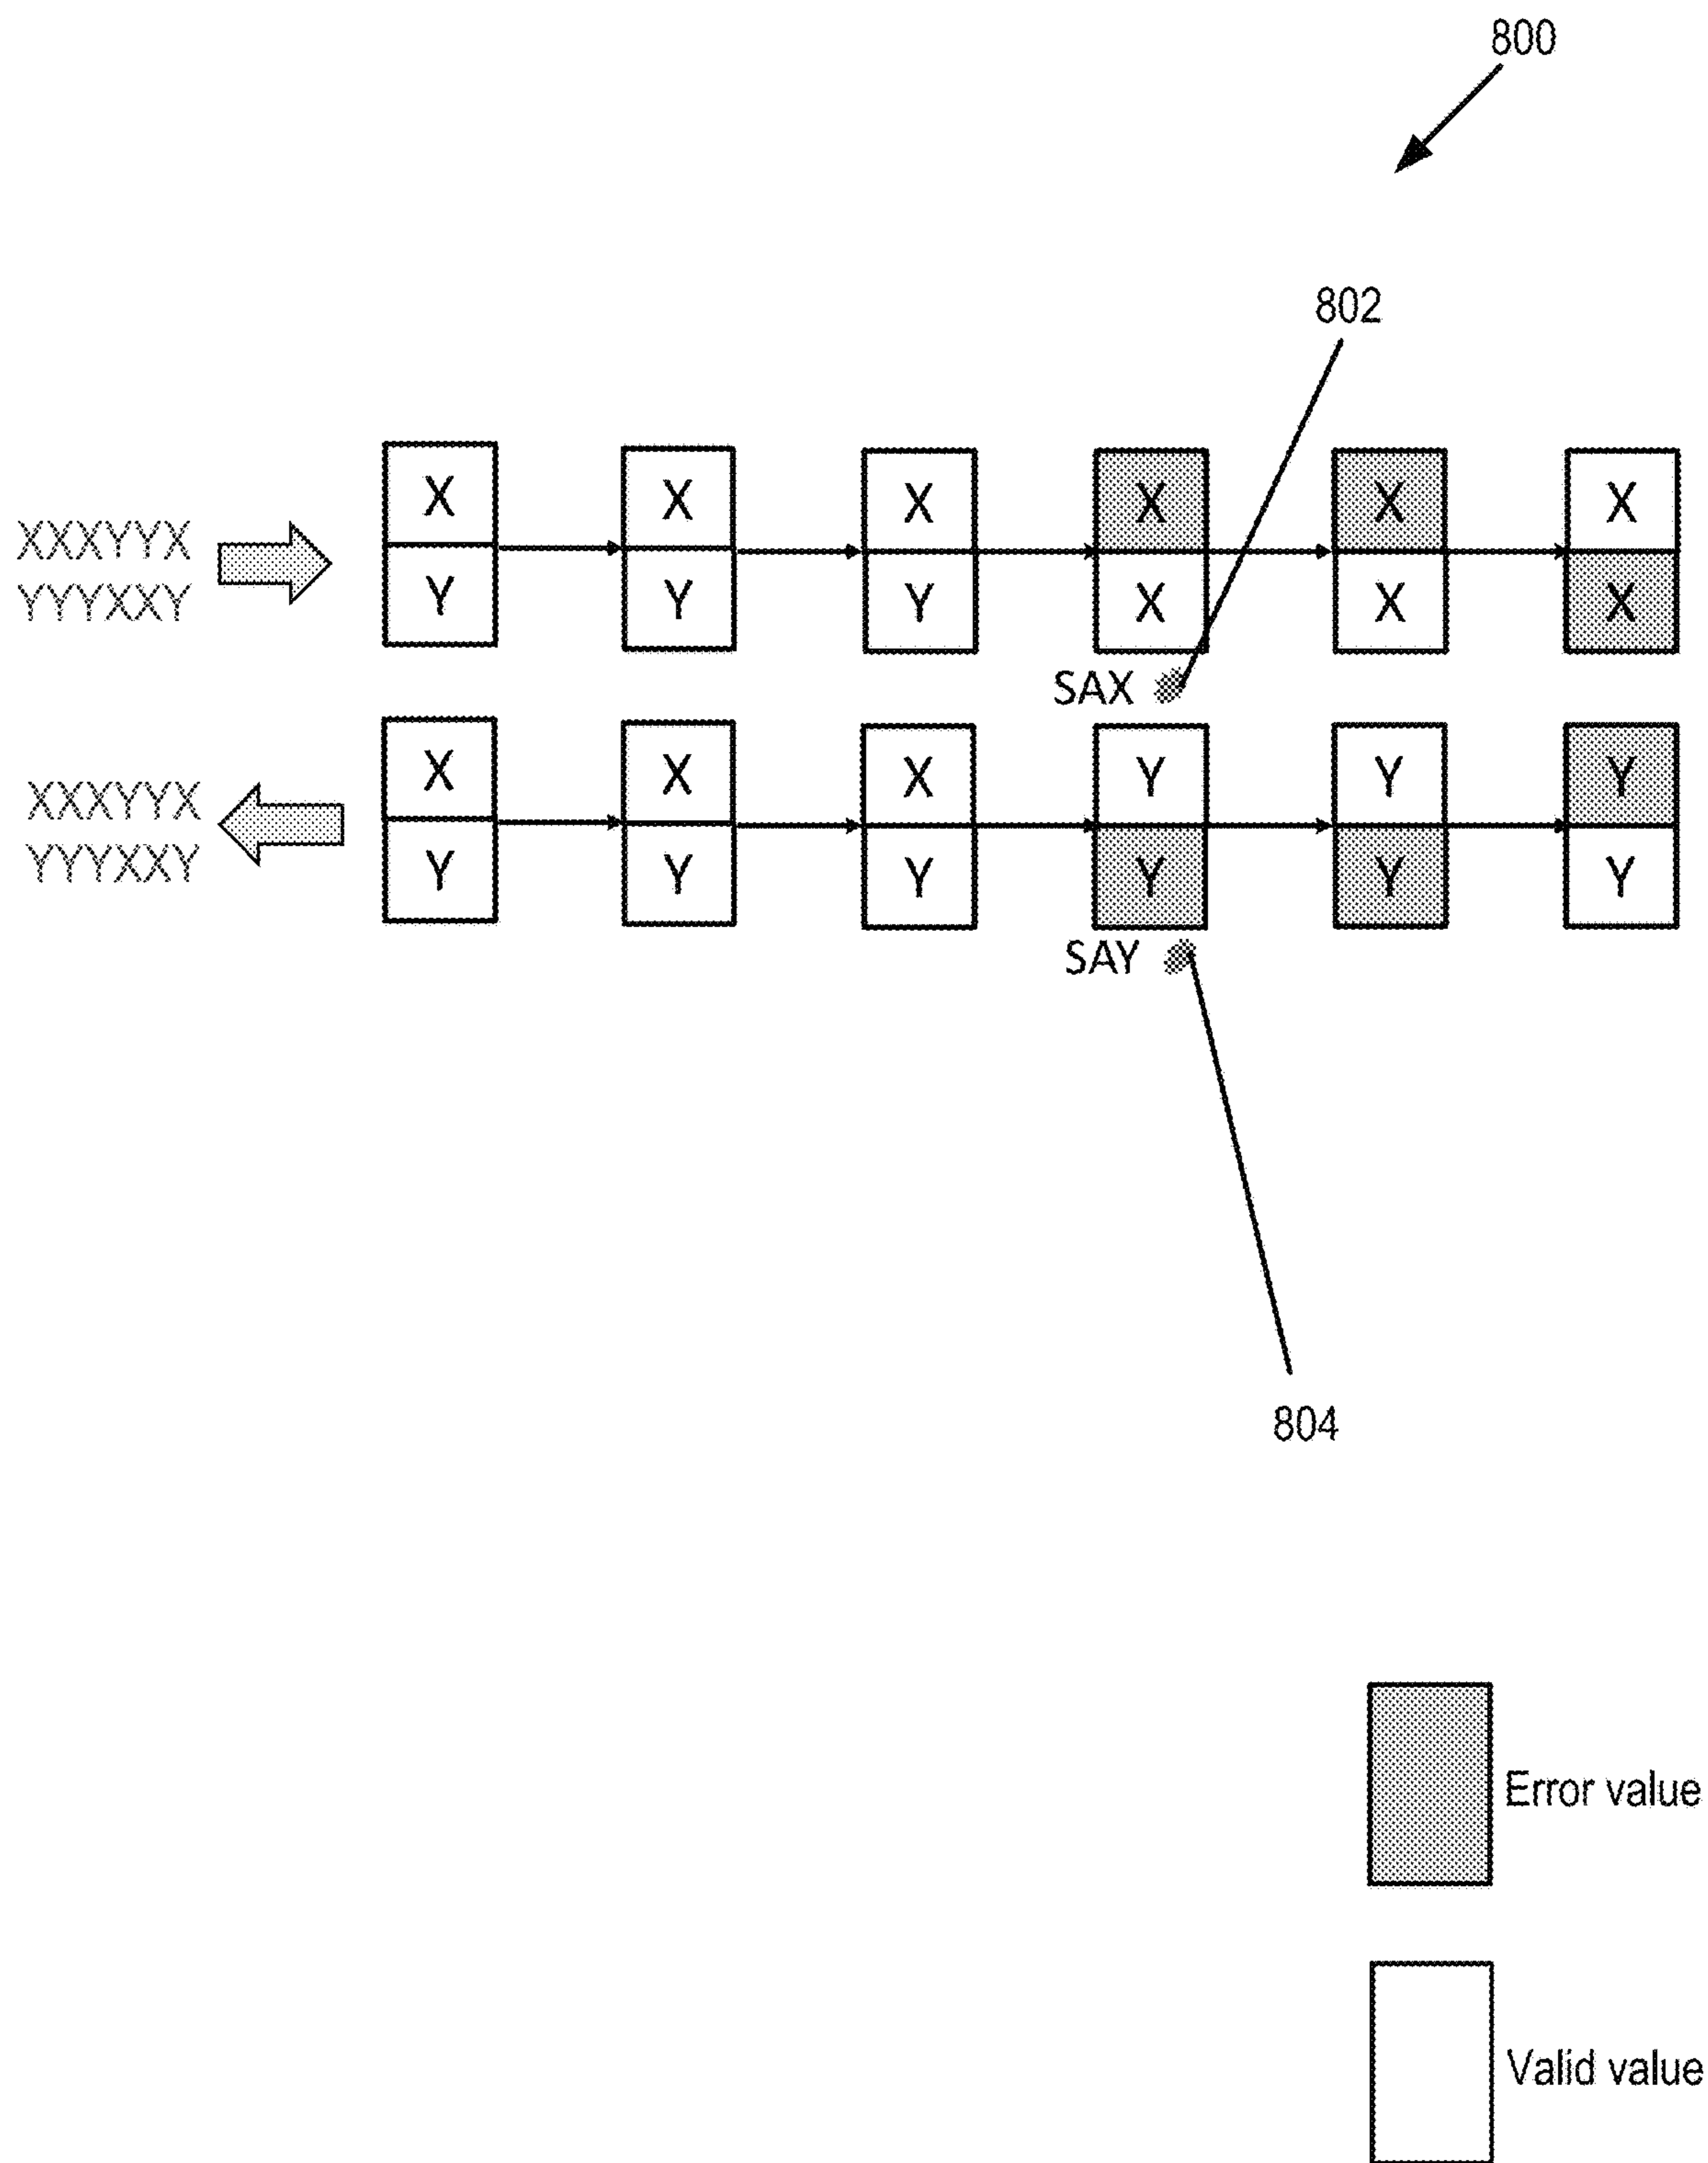 800
802
XXXYYX
YYYXXY
X X X X X X
Y Y Y X X X
SAX
XXXYYX
YYYXXY
X X X Y Y Y
Y Y Y Y Y Y
SAY
804
Error value
Valid value